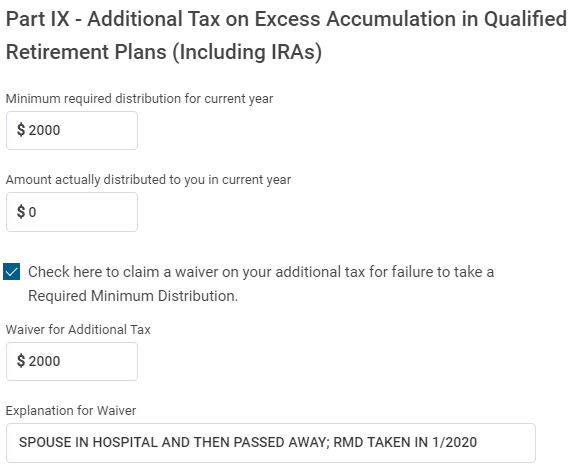 Part IX - Additional Tax on Excess Accumulation in Qualified
Retirement Plans (Including IRAs)
Minimum required distribution for current year
$ 2000
Amount actually distributed to you in current year
$ 0
Check here to claim a waiver on your additional tax for failure to take a
Required Minimum Distribution.
Waiver for Additional Tax
$ 2000
Explanation for Waiver
SPOUSE IN HOSPITAL AND THEN PASSED AWAY; RMD TAKEN IN 1/2020